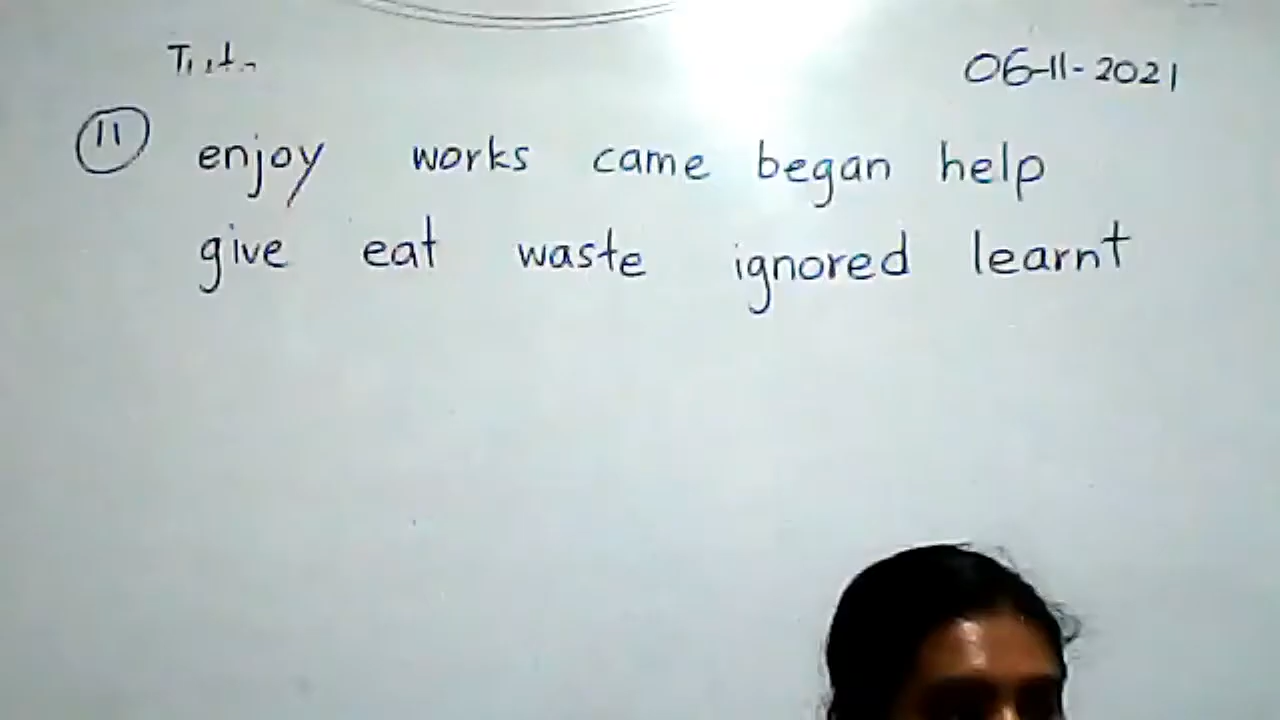 06-11-2021
11 enjoy works came began help
give eat waste ignored learnt